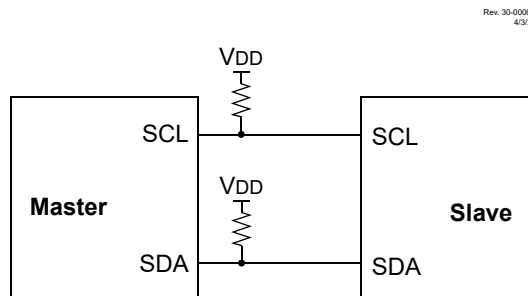 Rev. 30-0000
4/3/
VDD
SCL
SCL
VDD
Master
Slave
SDA
SDA